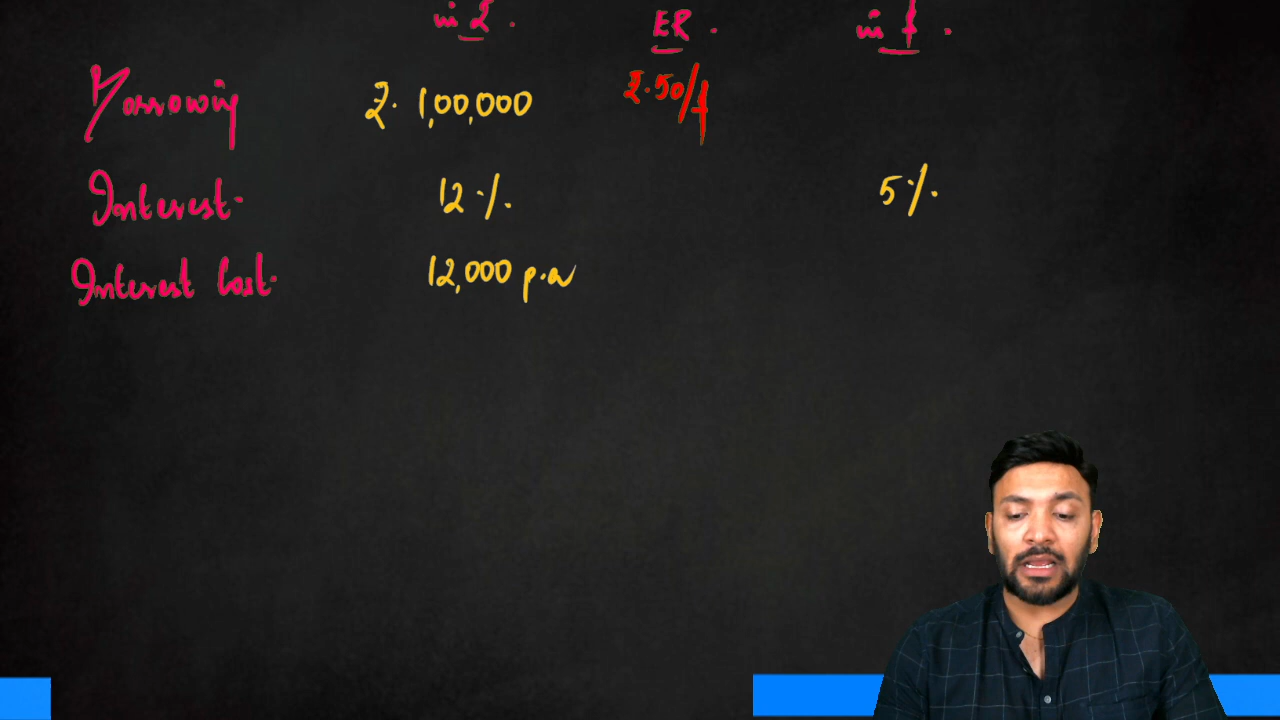 in ₹. ER. in $.
Borrowing ₹. 1,00,000 ₹.50/$
Interest. 12%. 5%.
Interest Cost. 12,000 p.a